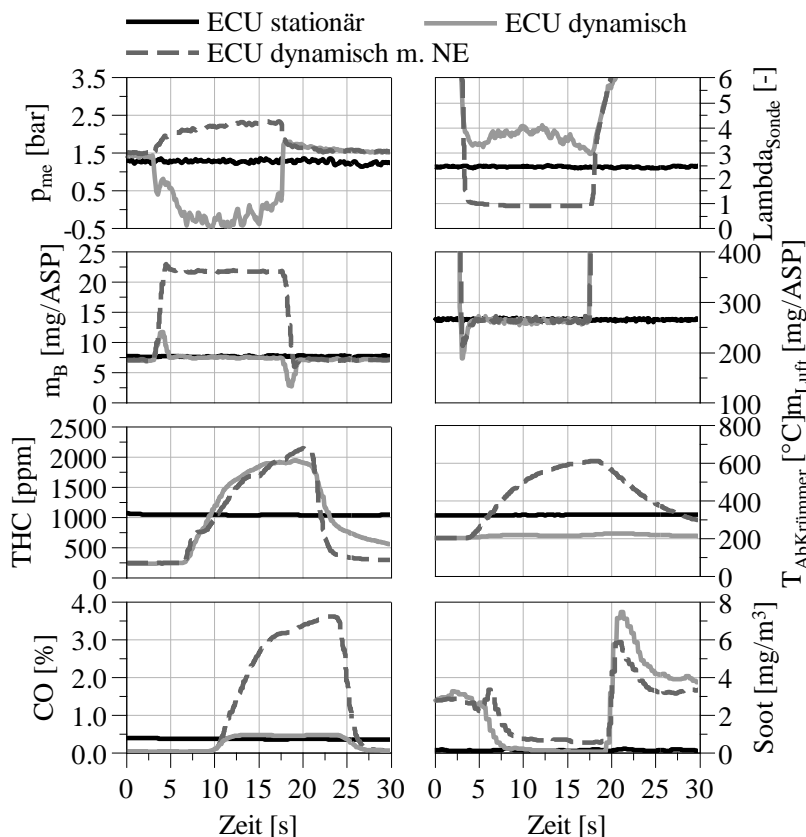 ECU stationär
ECU dynamisch
ECU dynamisch m. NE
p_me [bar]
3.5
2.5
1.5
0.5
-0.5
Lambda_Sonde [-]
6
5
4
3
2
1
0
m_B [mg/ASP]
25
20
15
10
5
0
m_Luft [mg/ASP]
400
300
200
100
THC [ppm]
2500
2000
1500
1000
500
0
T_AbKrümmer [°C]
800
600
400
200
0
CO [%]
4.0
3.0
2.0
1.0
0.0
Soot [mg/m³]
8
6
4
2
0
0 5 10 15 20 25 30
0 5 10 15 20 25 30
Zeit [s]
Zeit [s]